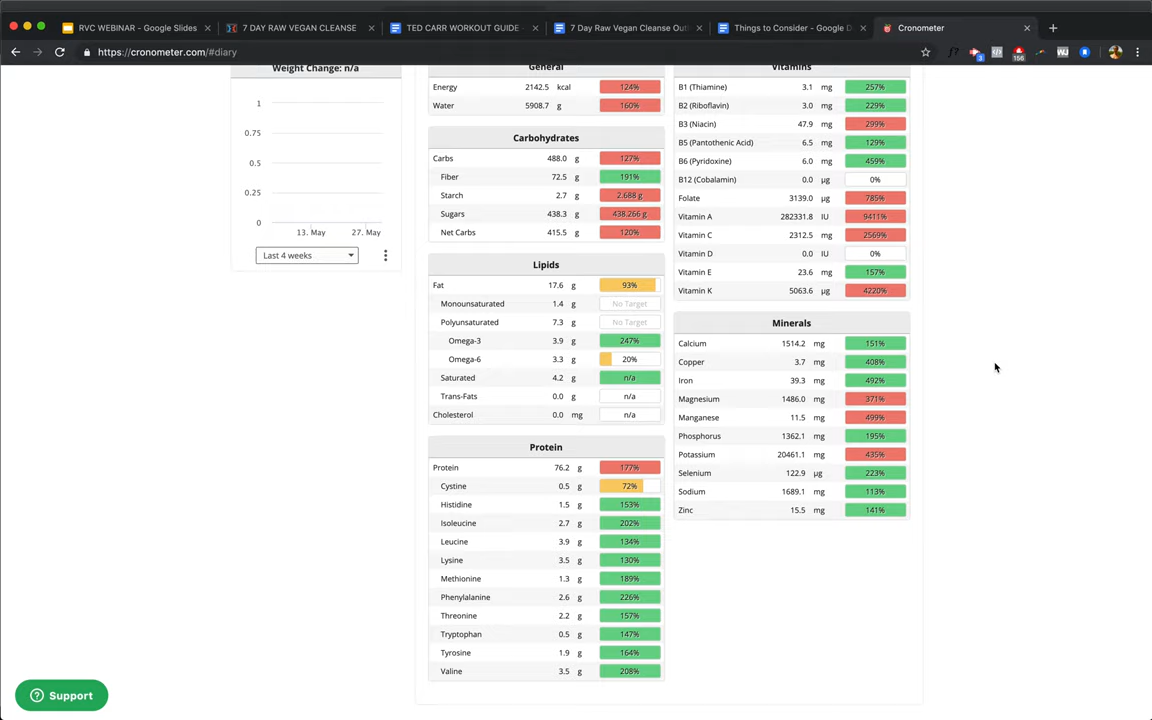 RVC WEBINAR - Google Slides
7 DAY RAW VEGAN CLEANSE
TED CARR WORKOUT GUIDE
7 Day Raw Vegan Cleanse Out
Things to Consider - Google D
Cronometer
https://cronometer.com/#diary
Weight Change: n/a
1
0.75
0.5
0.25
0
13. May 27. May
Last 4 weeks
General
Energy 2142.5 kcal 124%
Water 5908.7 g 160%
Carbohydrates
Carbs 488.0 g 127%
Fiber 72.5 g 191%
Starch 2.7 g 2.688 g
Sugars 438.3 g 438.266 g
Net Carbs 415.5 g 120%
Lipids
Fat 17.6 g 93%
Monounsaturated 1.4 g No Target
Polyunsaturated 7.3 g No Target
Omega-3 3.9 g 247%
Omega-6 3.3 g 20%
Saturated 4.2 g n/a
Trans-Fats 0.0 g n/a
Cholesterol 0.0 mg n/a
Protein
Protein 76.2 g 177%
Cystine 0.5 g 72%
Histidine 1.5 g 153%
Isoleucine 2.7 g 202%
Leucine 3.9 g 134%
Lysine 3.5 g 130%
Methionine 1.3 g 189%
Phenylalanine 2.6 g 226%
Threonine 2.2 g 157%
Tryptophan 0.5 g 147%
Tyrosine 1.9 g 164%
Valine 3.5 g 208%
Vitamins
B1 (Thiamine) 3.1 mg 257%
B2 (Riboflavin) 3.0 mg 229%
B3 (Niacin) 47.9 mg 299%
B5 (Pantothenic Acid) 6.5 mg 129%
B6 (Pyridoxine) 6.0 mg 459%
B12 (Cobalamin) 0.0 µg 0%
Folate 3139.0 µg 785%
Vitamin A 282331.8 IU 9411%
Vitamin C 2312.5 mg 2569%
Vitamin D 0.0 IU 0%
Vitamin E 23.6 mg 157%
Vitamin K 5063.6 µg 4220%
Minerals
Calcium 1514.2 mg 151%
Copper 3.7 mg 408%
Iron 39.3 mg 492%
Magnesium 1486.0 mg 371%
Manganese 11.5 mg 499%
Phosphorus 1362.1 mg 195%
Potassium 20461.1 mg 435%
Selenium 122.9 µg 223%
Sodium 1689.1 mg 113%
Zinc 15.5 mg 141%
Support